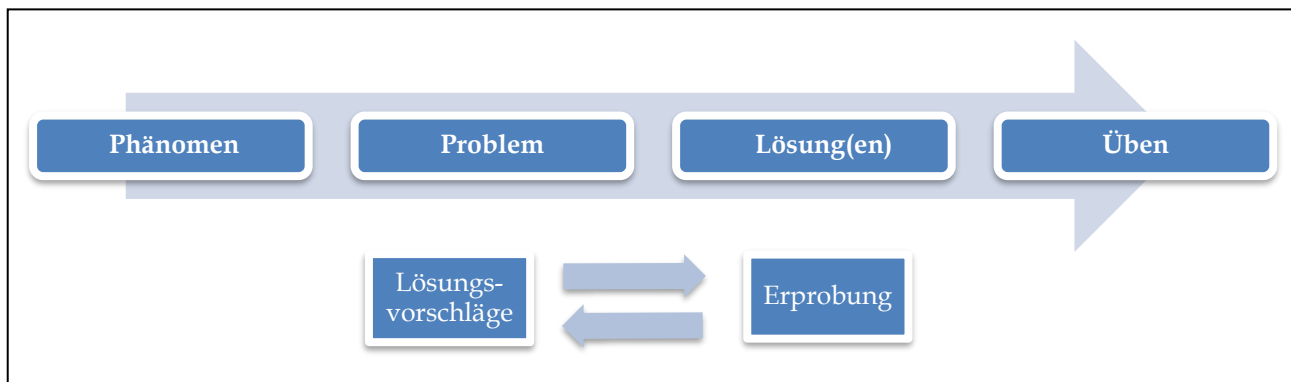 Phänomen
Problem
Lösung(en)
Üben
Lösungs-
vorschläge
Erprobung